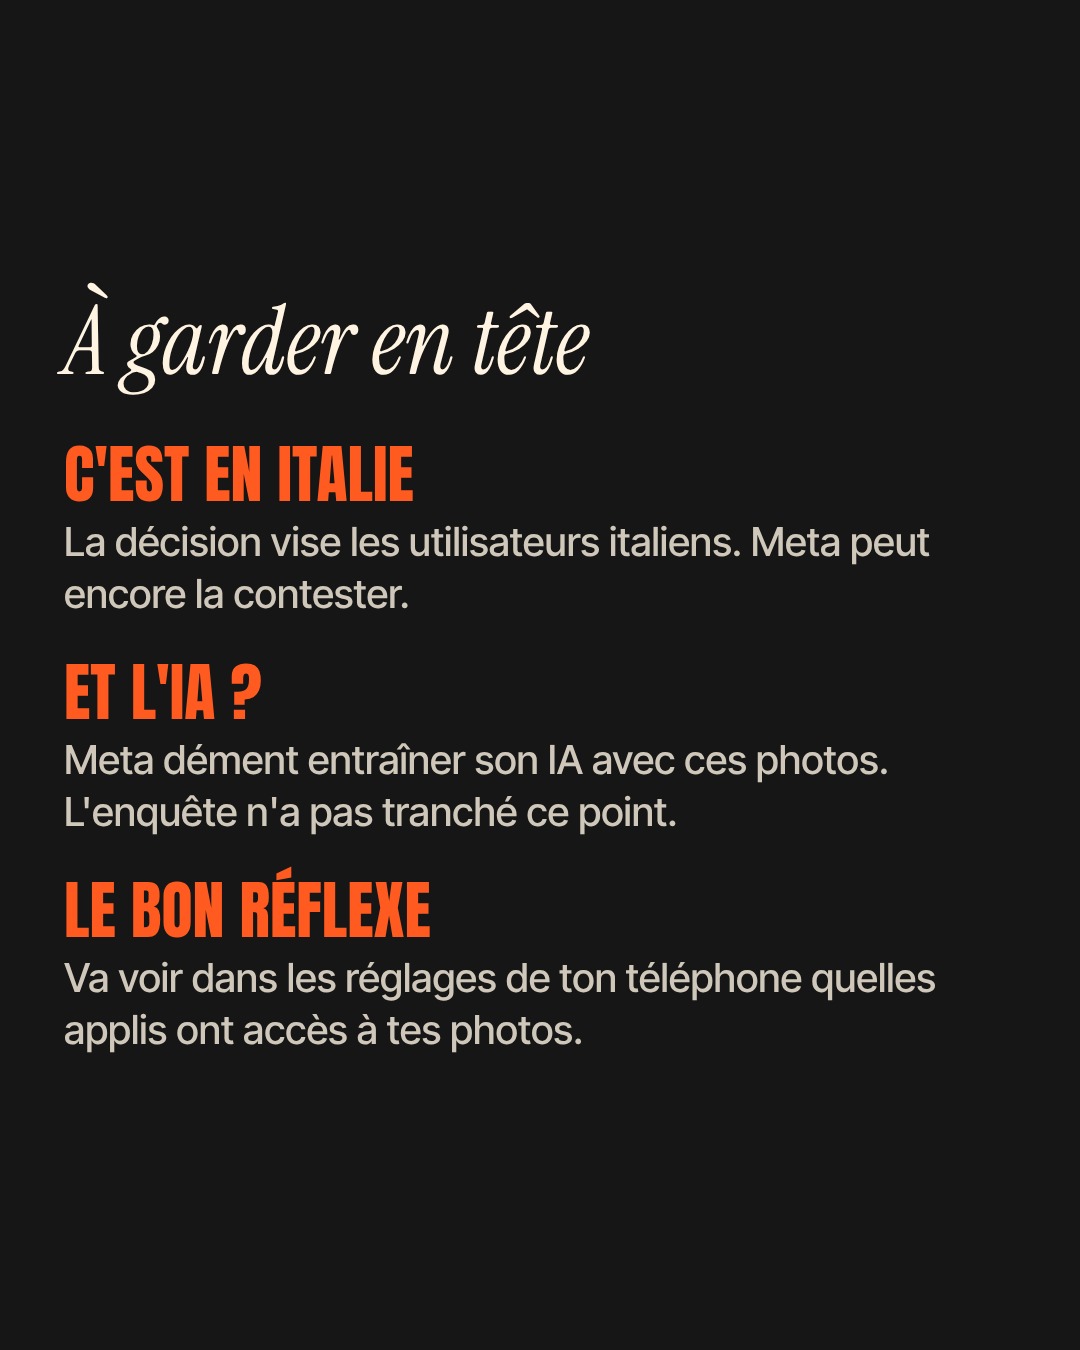 À garder en tête
C'EST EN ITALIE
La décision vise les utilisateurs italiens. Meta peut
encore la contester.
ET L'IA ?
Meta dément entraîner son IA avec ces photos.
L'enquête n'a pas tranché ce point.
LE BON RÉFLEXE
Va voir dans les réglages de ton téléphone quelles
applis ont accès à tes photos.